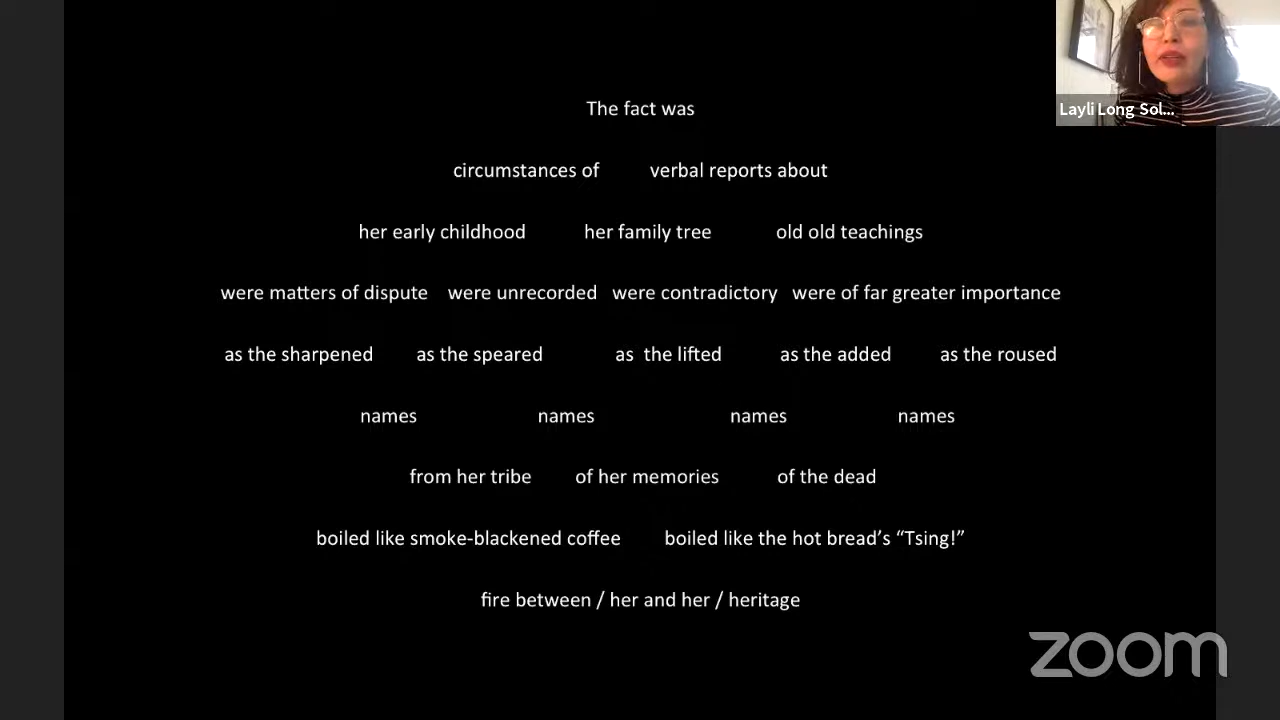 Layli Long Sol...
The fact was
circumstances of verbal reports about
her early childhood her family tree old old teachings
were matters of dispute were unrecorded were contradictory were of far greater importance
as the sharpened as the speared as the lifted as the added as the roused
names names names names
from her tribe of her memories of the dead
boiled like smoke-blackened coffee boiled like the hot bread’s “Tsing!”
fire between / her and her / heritage
zoom